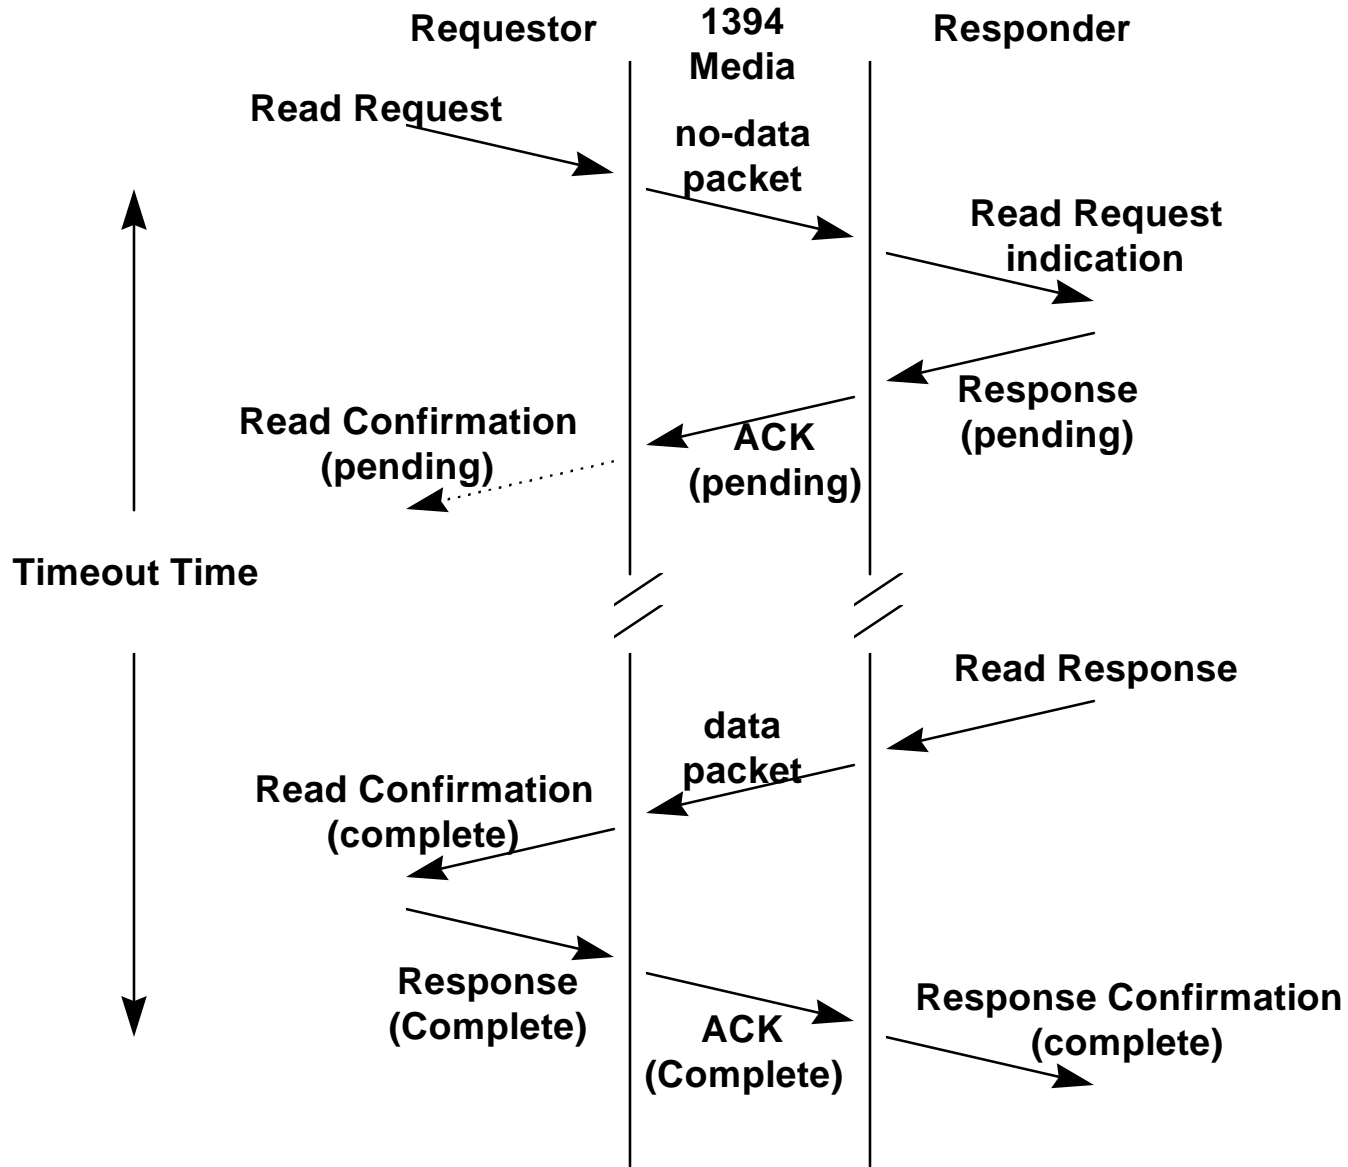 Requestor
1394
Media
Responder
Read Request
no-data
packet
Read Request
indication
Response
(pending)
ACK
(pending)
Read Confirmation
(pending)
Timeout Time
Read Response
data
packet
Read Confirmation
(complete)
Response
(Complete)
ACK
(Complete)
Response Confirmation
(complete)